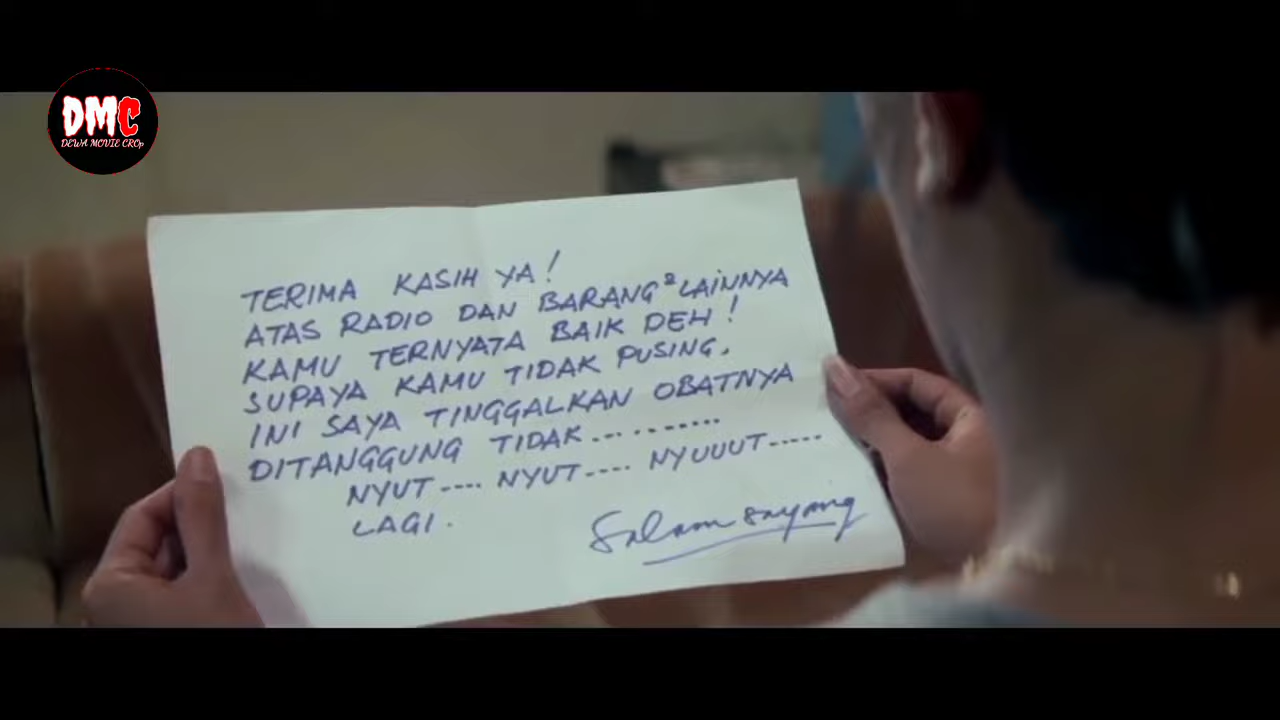 DMC
DEWA MOVIE CROp
TERIMA KASIH YA!
ATAS RADIO DAN BARANG² LAINNYA
KAMU TERNYATA BAIK DEH!
SUPAYA KAMU TIDAK PUSING.
INI SAYA TINGGALKAN OBATNYA
DITANGGUNG TIDAK..........
NYUT.... NYUT.... NYUUUT.....
LAGI.
Salam sayang